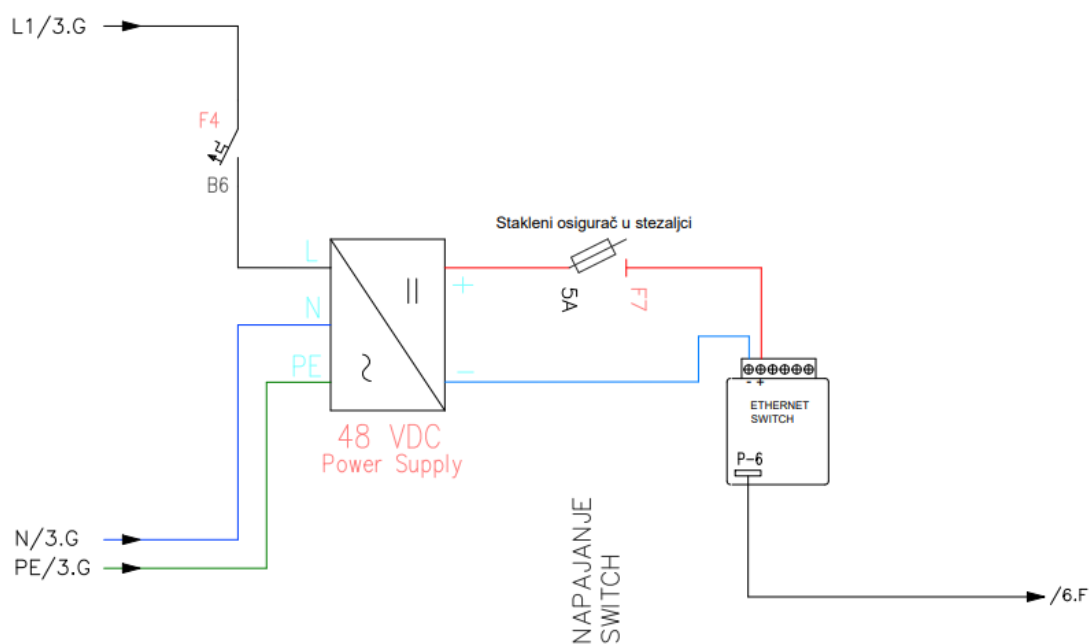 L1/3.G
F4
B6
Stakleni osigurač u stezaljci
5A
F7
L
N
PE
+
-
48 VDC
Power Supply
- +
ETHERNET
SWITCH
P-6
N/3.G
PE/3.G
NAPAJANJE
SWITCH
/6.F